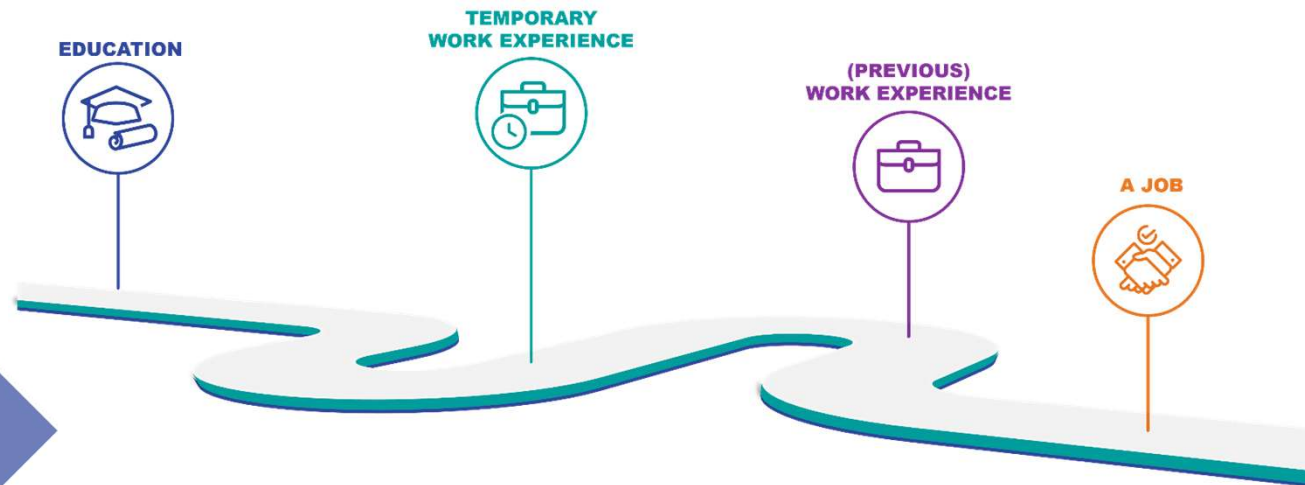 EDUCATION
TEMPORARY
WORK EXPERIENCE
(PREVIOUS)
WORK EXPERIENCE
A JOB